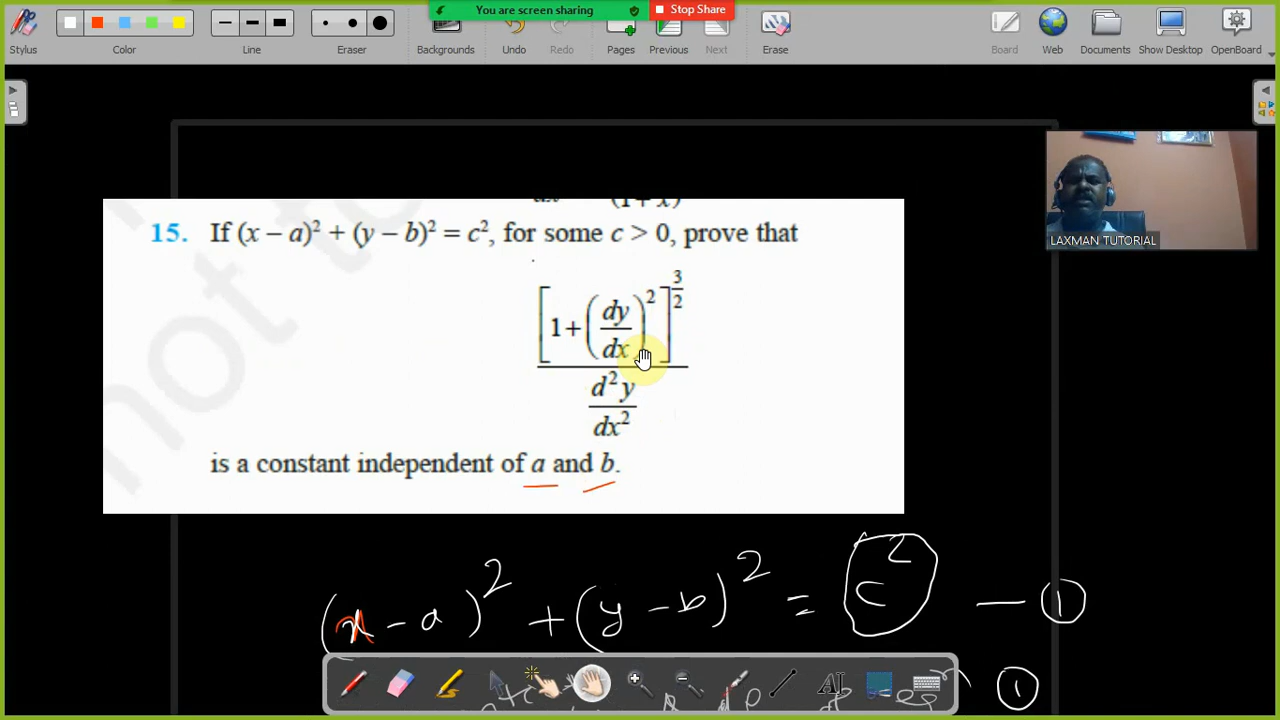 You are screen sharing Stop Share
Stylus Color Line Eraser Backgrounds Undo Redo Pages Previous Next Erase Board Web Documents Show Desktop OpenBoard
LAXMAN TUTORIAL
15. If (x – a)² + (y – b)² = c², for some c > 0, prove that
[1+(dy/dx)²]^(3/2)
d²y/dx²
is a constant independent of a and b.
(x - a)² + (y - b)² = c² — ①
①